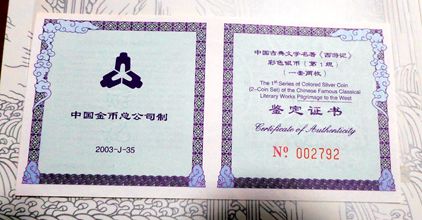 中国金币总公司制
2003-J-35
中国古典文学名著《西游记》
彩色银币（第1组）
（一套两枚）
The 1st Series of Colored Silver Coin
(2-Coin Set) of the Chinese Famous Classical
Literary Works Pilgrimage to the West
鉴定证书
Certificate of Authenticity
No. 002792